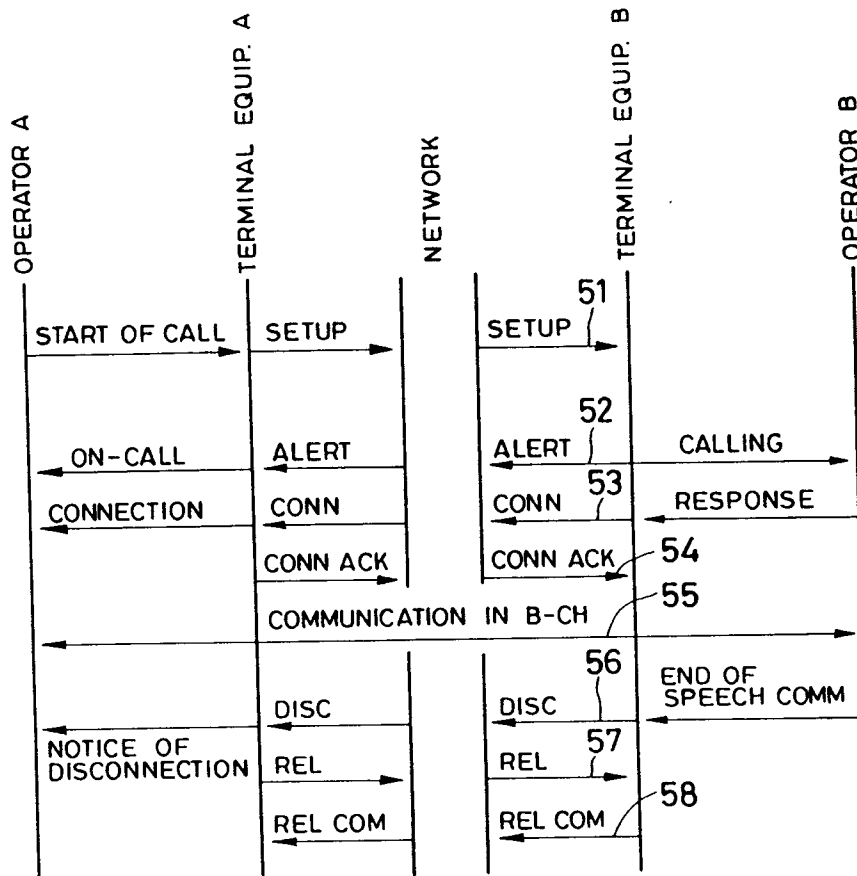 OPERATOR A
TERMINAL EQUIP. A
NETWORK
TERMINAL EQUIP. B
OPERATOR B
START OF CALL
SETUP
SETUP
51
ON-CALL
ALERT
ALERT
52
CALLING
CONNECTION
CONN
CONN
53
RESPONSE
CONN ACK
CONN ACK
54
COMMUNICATION IN B-CH
55
DISC
DISC
56
END OF
SPEECH COMM
NOTICE OF
DISCONNECTION
REL
REL
57
REL COM
REL COM
58